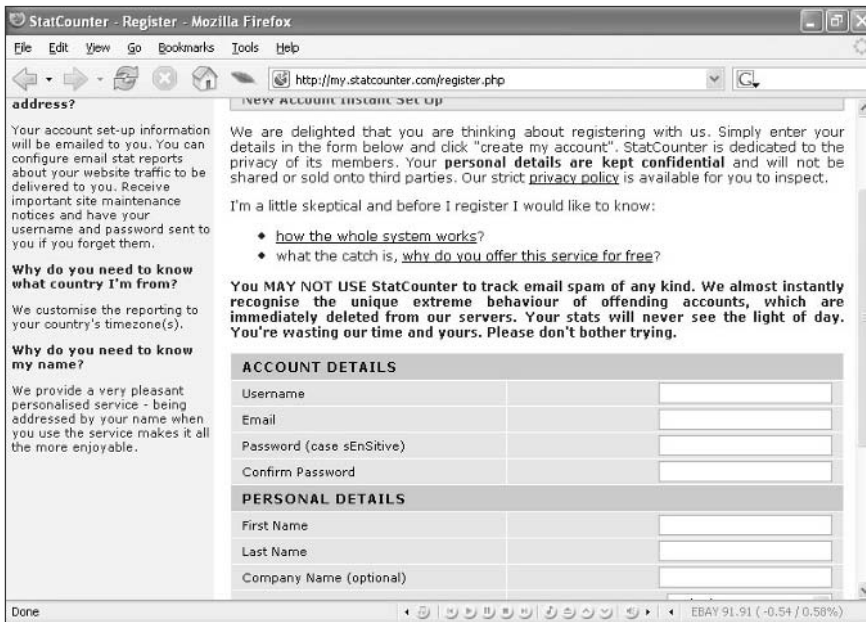 StatCounter - Register - Mozilla Firefox
File Edit View Go Bookmarks Tools Help
http://my.statcounter.com/register.php
G
address?
Your account set-up information
will be emailed to you. You can
configure email stat reports
about your website traffic to be
delivered to you. Receive
important site maintenance
notices and have your
username and password sent to
you if you forget them.
Why do you need to know
what country I'm from?
We customise the reporting to
your country's timezone(s).
Why do you need to know
my name?
We provide a very pleasant
personalised service - being
addressed by your name when
you use the service makes it all
the more enjoyable.
New Account Instant Set Up
We are delighted that you are thinking about registering with us. Simply enter your
details in the form below and click "create my account". StatCounter is dedicated to the
privacy of its members. Your personal details are kept confidential and will not be
shared or sold onto third parties. Our strict privacy policy is available for you to inspect.
I'm a little skeptical and before I register I would like to know:
• how the whole system works?
• what the catch is, why do you offer this service for free?
You MAY NOT USE StatCounter to track email spam of any kind. We almost instantly
recognise the unique extreme behaviour of offending accounts, which are
immediately deleted from our servers. Your stats will never see the light of day.
You're wasting our time and yours. Please don't bother trying.
ACCOUNT DETAILS
Username
Email
Password (case sEnSitive)
Confirm Password
PERSONAL DETAILS
First Name
Last Name
Company Name (optional)
Done
EBAY 91.91 ( -0.54 / 0.58%)